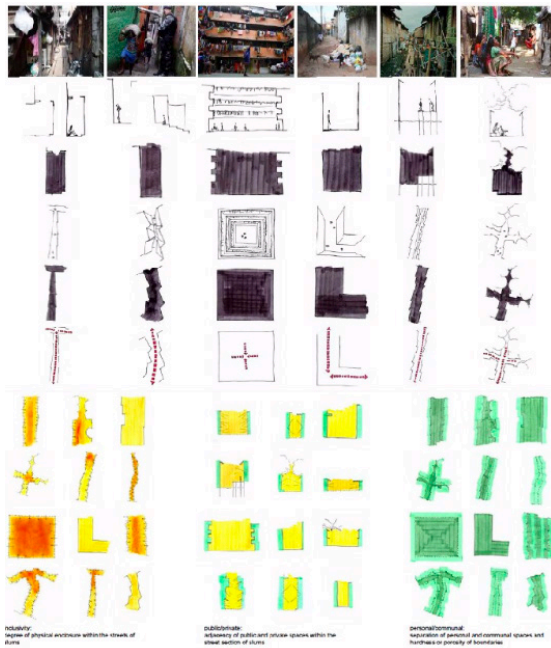 inclusivity:
degree of physical enclosure within the streets of
slums
public/private:
adjacency of public and private spaces within the
street section of slums
personal/communal:
separation of personal and communal spaces and
hardness or porosity of boundaries